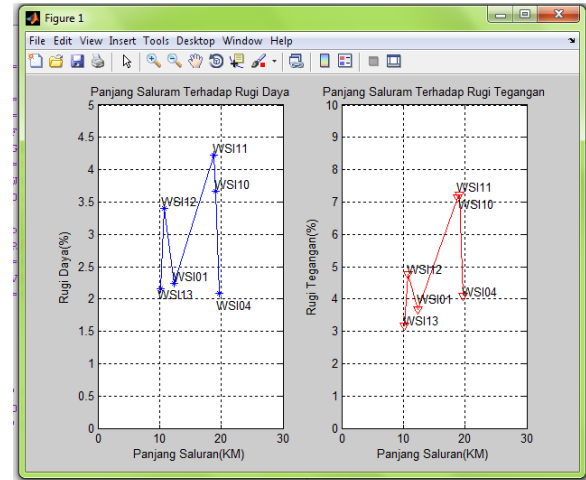 Figure 1
File Edit View Insert Tools Desktop Window Help
Panjang Saluram Terhadap Rugi Daya
5
4.5
4
3.5
3
2.5
2
1.5
1
0.5
0
Rugi Daya(%)
WSI11
WSI10
WSI12
WSI01
WSI13
WSI04
0 10 20 30
Panjang Saluran(KM)
Panjang Saluram Terhadap Rugi Tegangan
10
9
8
7
6
5
4
3
2
1
0
Rugi Tegangan(%)
WSI11
WSI10
WSI12
WSI04
WSI01
WSI13
0 10 20 30
Panjang Saluran(KM)